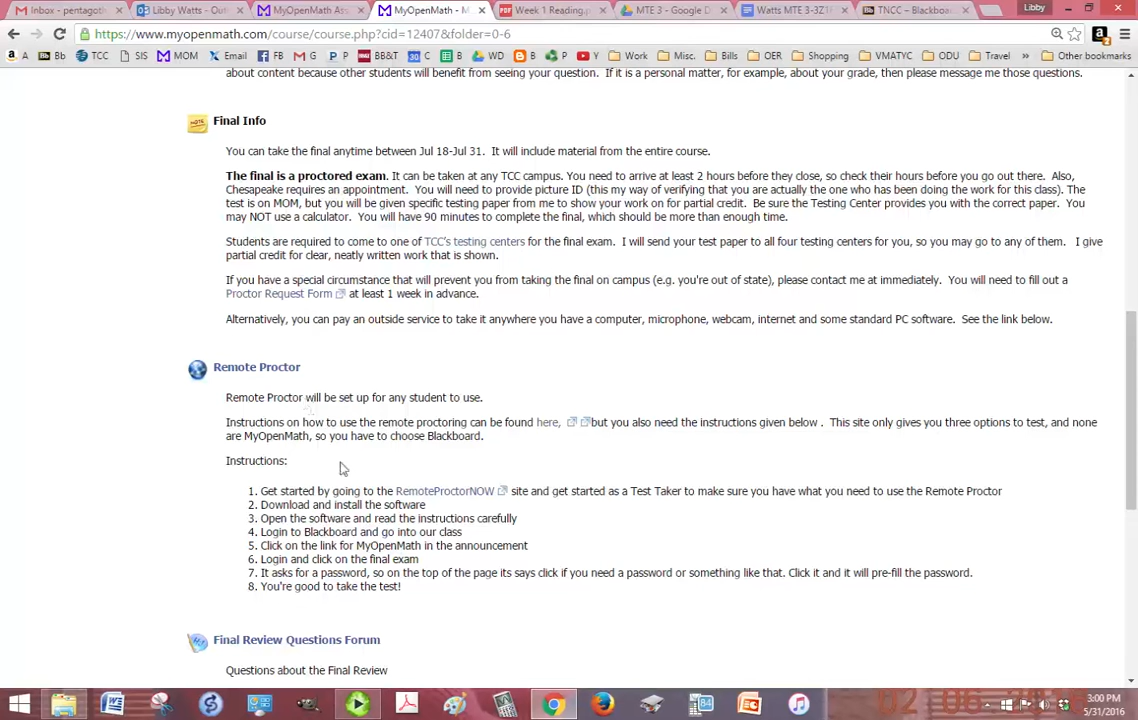 Inbox - pentagoth
Libby Watts - Out
MyOpenMath Ass
MyOpenMath - M
Week 1 Reading.p
MTE 3 - Google D
Watts MTE 3-3Z1
TNCC – Blackboa
Libby
https://www.myopenmath.com/course/course.php?cid=12407&folder=0-6
A Bb TCC SIS MOM Email FB G P BB&T C B WD B P Y Work Misc. Bills OER Shopping VMATYC ODU Travel » Other bookmarks
about content because other students will benefit from seeing your question. If it is a personal matter, for example, about your grade, then please message me those questions.
Final Info
You can take the final anytime between Jul 18-Jul 31. It will include material from the entire course.
The final is a proctored exam. It can be taken at any TCC campus. You need to arrive at least 2 hours before they close, so check their hours before you go out there. Also,
Chesapeake requires an appointment. You will need to provide picture ID (this my way of verifying that you are actually the one who has been doing the work for this class). The
test is on MOM, but you will be given specific testing paper from me to show your work on for partial credit. Be sure the Testing Center provides you with the correct paper. You
may NOT use a calculator. You will have 90 minutes to complete the final, which should be more than enough time.
Students are required to come to one of TCC's testing centers for the final exam. I will send your test paper to all four testing centers for you, so you may go to any of them. I give
partial credit for clear, neatly written work that is shown.
If you have a special circumstance that will prevent you from taking the final on campus (e.g. you're out of state), please contact me at immediately. You will need to fill out a
Proctor Request Form at least 1 week in advance.
Alternatively, you can pay an outside service to take it anywhere you have a computer, microphone, webcam, internet and some standard PC software. See the link below.
Remote Proctor
Remote Proctor will be set up for any student to use.
Instructions on how to use the remote proctoring can be found here, but you also need the instructions given below . This site only gives you three options to test, and none
are MyOpenMath, so you have to choose Blackboard.
Instructions:
1. Get started by going to the RemoteProctorNOW site and get started as a Test Taker to make sure you have what you need to use the Remote Proctor
2. Download and install the software
3. Open the software and read the instructions carefully
4. Login to Blackboard and go into our class
5. Click on the link for MyOpenMath in the announcement
6. Login and click on the final exam
7. It asks for a password, so on the top of the page its says click if you need a password or something like that. Click it and it will pre-fill the password.
8. You're good to take the test!
Final Review Questions Forum
Questions about the Final Review
3:00 PM
5/31/2016